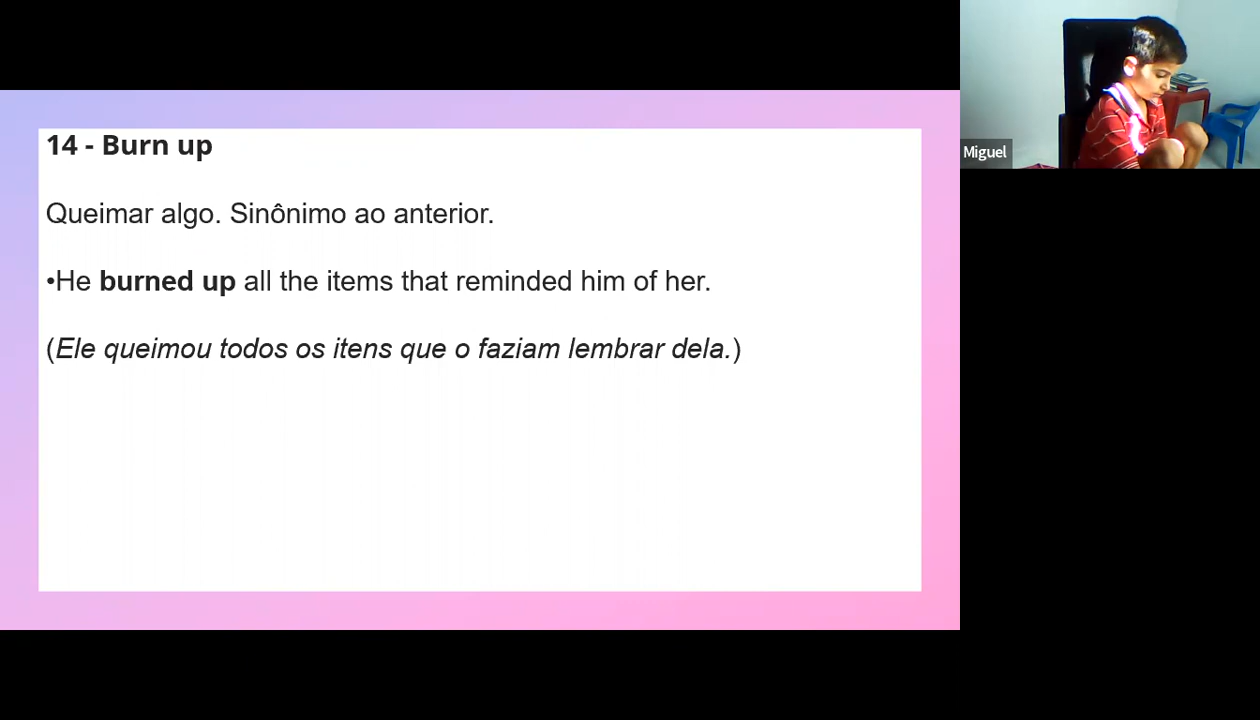 14 - Burn up
Queimar algo. Sinônimo ao anterior.
•He burned up all the items that reminded him of her.
(Ele queimou todos os itens que o faziam lembrar dela.)
Miguel